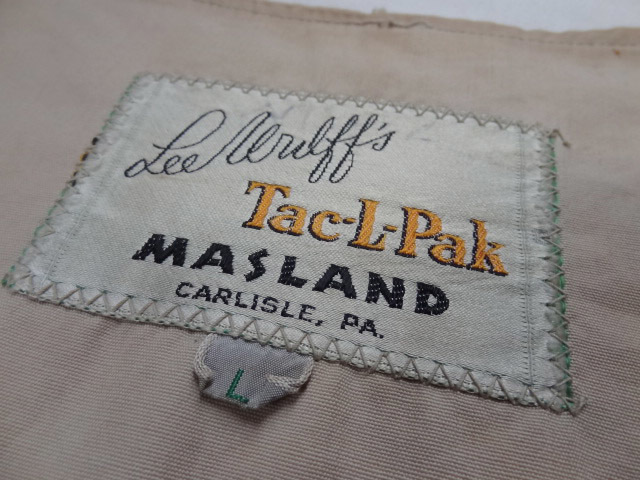 Lee Wulff's
Tac-L-Pak
MASLAND
CARLISLE, PA.
L